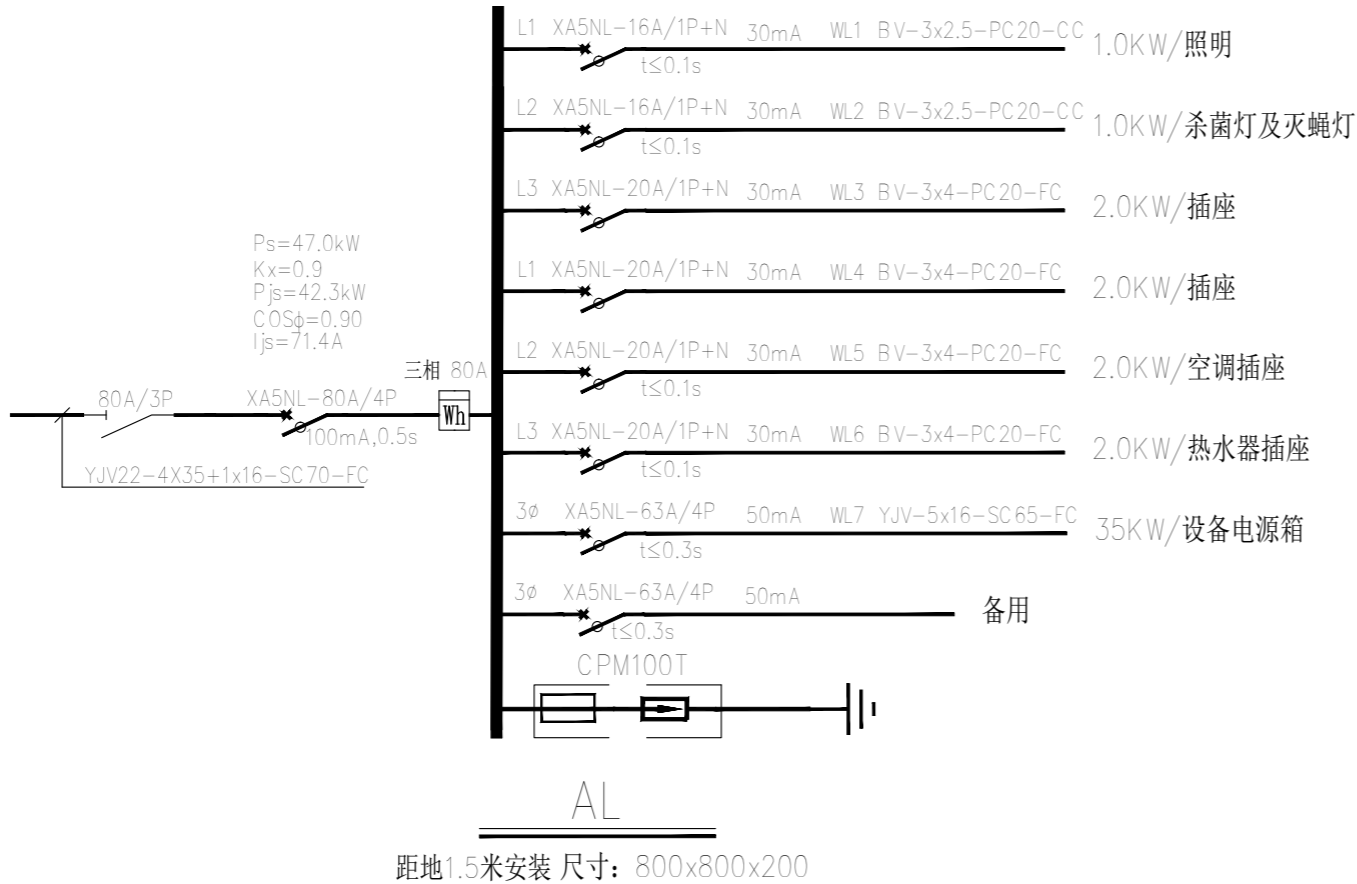 L1 XA5NL-16A/1P+N 30mA WL1 BV-3x2.5-PC20-CC 1.0KW/照明
t≤0.1s
L2 XA5NL-16A/1P+N 30mA WL2 BV-3x2.5-PC20-CC 1.0KW/杀菌灯及灭蝇灯
t≤0.1s
L3 XA5NL-20A/1P+N 30mA WL3 BV-3x4-PC20-FC 2.0KW/插座
Ps=47.0kW
Kx=0.9
Pjs=42.3kW
COSϕ=0.90
Ijs=71.4A
L1 XA5NL-20A/1P+N 30mA WL4 BV-3x4-PC20-FC 2.0KW/插座
L2 XA5NL-20A/1P+N 30mA WL5 BV-3x4-PC20-FC 2.0KW/空调插座
t≤0.1s
三相 80A
80A/3P
XA5NL-80A/4P
100mA,0.5s
Wh
YJV22-4X35+1x16-SC70-FC
L3 XA5NL-20A/1P+N 30mA WL6 BV-3x4-PC20-FC 2.0KW/热水器插座
t≤0.1s
3ø XA5NL-63A/4P 50mA WL7 YJV-5x16-SC65-FC 35KW/设备电源箱
t≤0.3s
3ø XA5NL-63A/4P 50mA 备用
t≤0.3s
CPM100T
AL
距地1.5米安装 尺寸：800x800x200